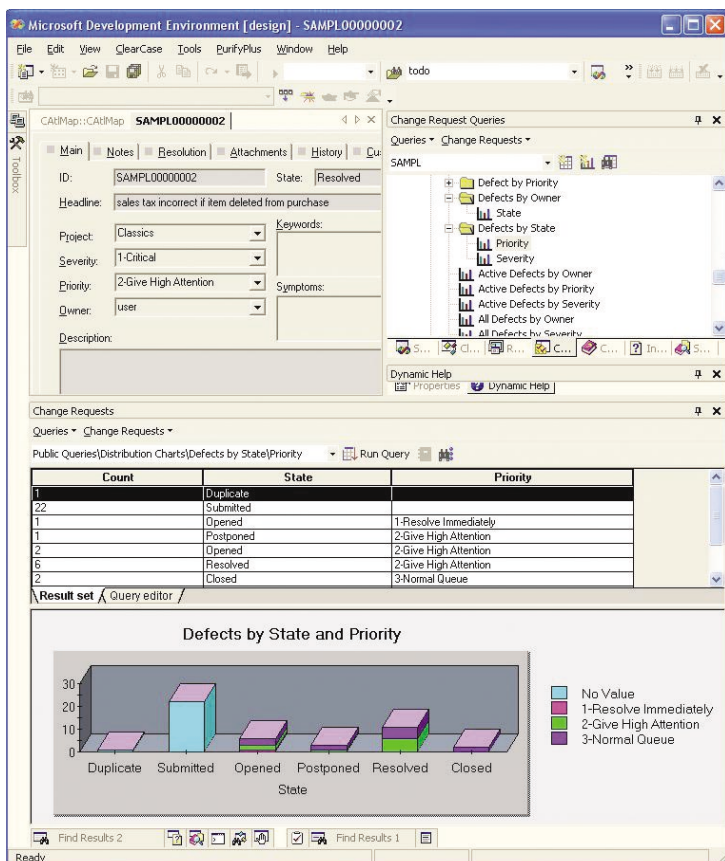 Microsoft Development Environment [design] - SAMPL00000002
File Edit View ClearCase Tools PurifyPlus Window Help
todo
CAtlMap::CAtlMap SAMPL00000002
Change Request Queries
Toolbox
Queries Change Requests
SAMPL
Main Notes Resolution Attachments History Cu
ID: SAMPL00000002 State: Resolved
Headline: sales tax incorrect if item deleted from purchase
Project: Classics Keywords:
Severity: 1-Critical
Priority: 2-Give High Attention Symptoms:
Owner: user
Description:
Defect by Priority
Defects By Owner
State
Defects by State
Priority
Severity
Active Defects by Owner
Active Defects by Priority
Active Defects by Severity
All Defects by Owner
All Defects by Severity
S... Cl... R... C... C... In... S...
Dynamic Help
Properties Dynamic Help
Change Requests
Queries Change Requests
Public Queries\Distribution Charts\Defects by State\Priority Run Query
Count State Priority
1 Duplicate
22 Submitted
1 Opened 1-Resolve Immediately
1 Postponed 2-Give High Attention
2 Opened 2-Give High Attention
6 Resolved 2-Give High Attention
2 Closed 3-Normal Queue
Result set Query editor
Defects by State and Priority
30
20
10
0
Duplicate Submitted Opened Postponed Resolved Closed
State
No Value
1-Resolve Immediately
2-Give High Attention
3-Normal Queue
Find Results 2 Find Results 1
Ready